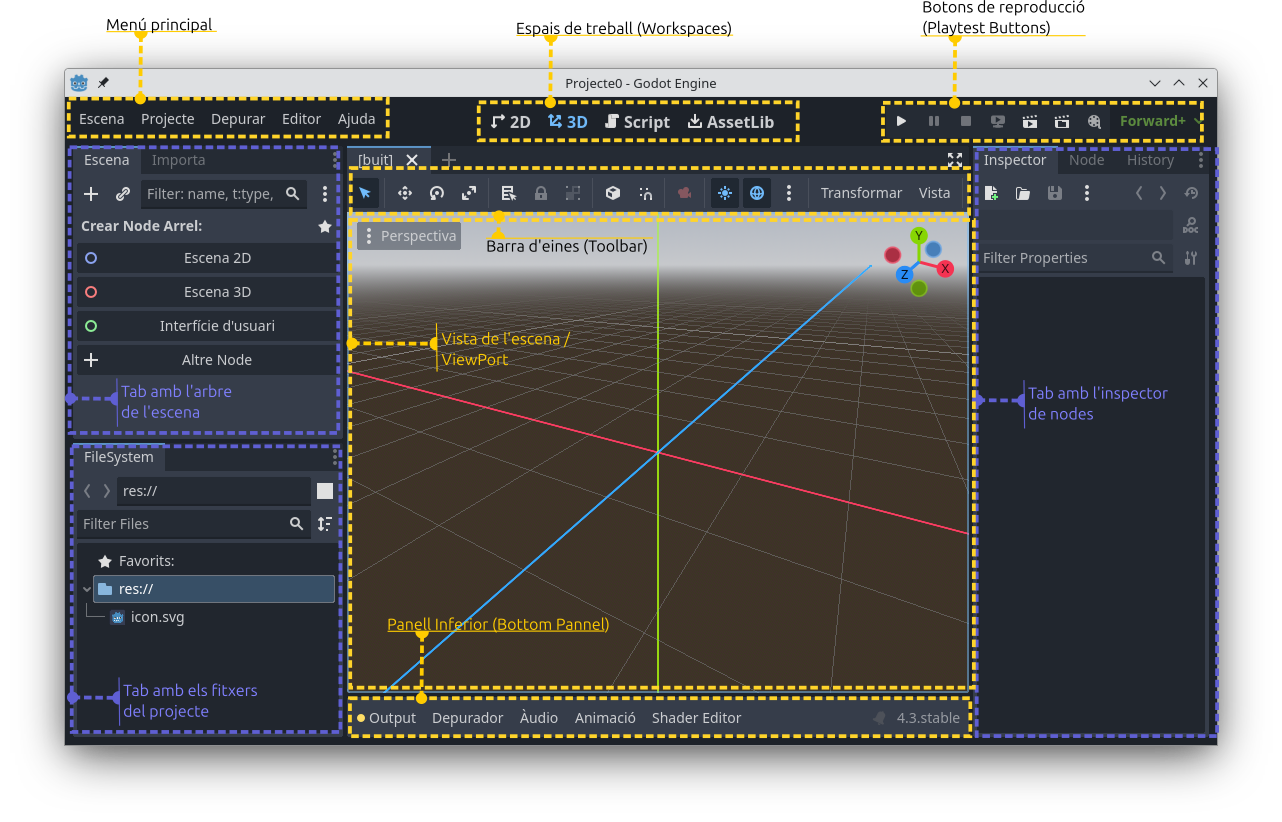 Menú principal
Espais de treball (Workspaces)
Botons de reproducció
(Playtest Buttons)
Projecte0 - Godot Engine
Escena Projecte Depurar Editor Ajuda
2D 3D Script AssetLib
Forward+
Escena Importa
Filter: name, t:type,
Crear Node Arrel:
Escena 2D
Escena 3D
Interfície d'usuari
Altre Node
Tab amb l'arbre
de l'escena
FileSystem
res://
Filter Files
Favorits:
res://
icon.svg
Tab amb els fitxers
del projecte
[buit]
Transformar Vista
Perspectiva
Barra d'eines (Toolbar)
Y
X
Z
Vista de l'escena /
ViewPort
Panell Inferior (Bottom Pannel)
Output Depurador Àudio Animació Shader Editor 4.3.stable
Inspector Node History
DOC
Filter Properties
Tab amb l'inspector
de nodes